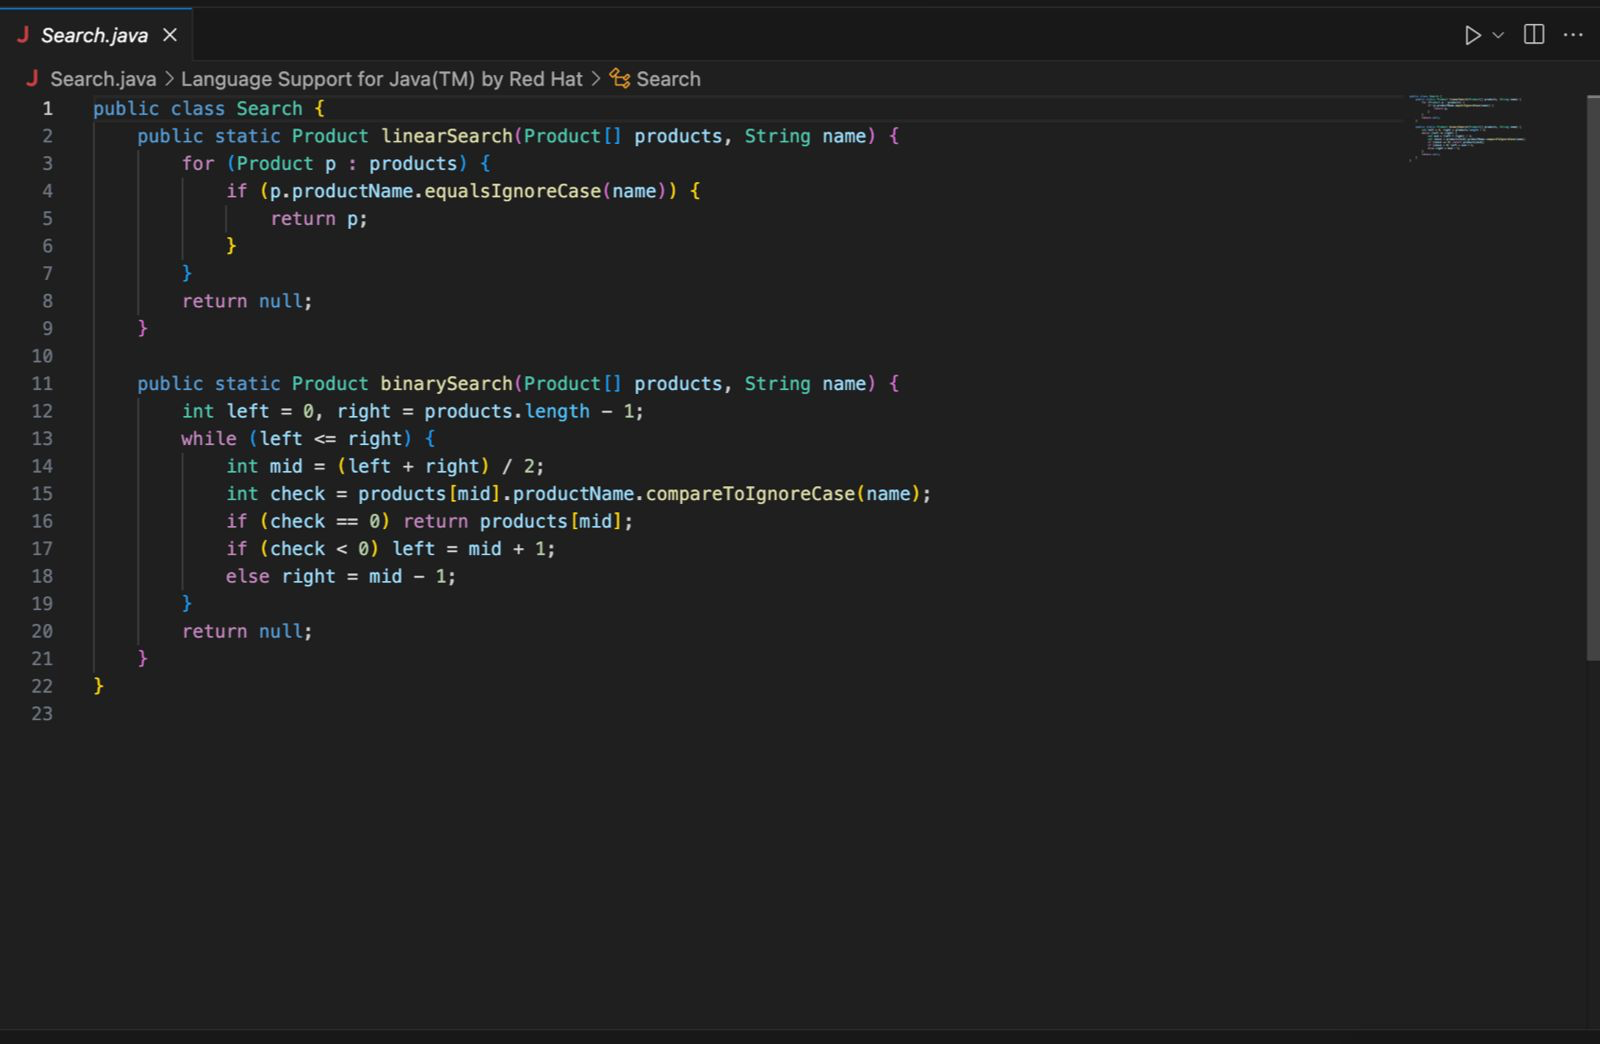 Search.java
Search.java > Language Support for Java(TM) by Red Hat > Search
1 public class Search {
2     public static Product linearSearch(Product[] products, String name) {
3         for (Product p : products) {
4             if (p.productName.equalsIgnoreCase(name)) {
5                 return p;
6             }
7         }
8         return null;
9     }
10
11     public static Product binarySearch(Product[] products, String name) {
12         int left = 0, right = products.length - 1;
13         while (left <= right) {
14             int mid = (left + right) / 2;
15             int check = products[mid].productName.compareToIgnoreCase(name);
16             if (check == 0) return products[mid];
17             if (check < 0) left = mid + 1;
18             else right = mid - 1;
19         }
20         return null;
21     }
22 }
23